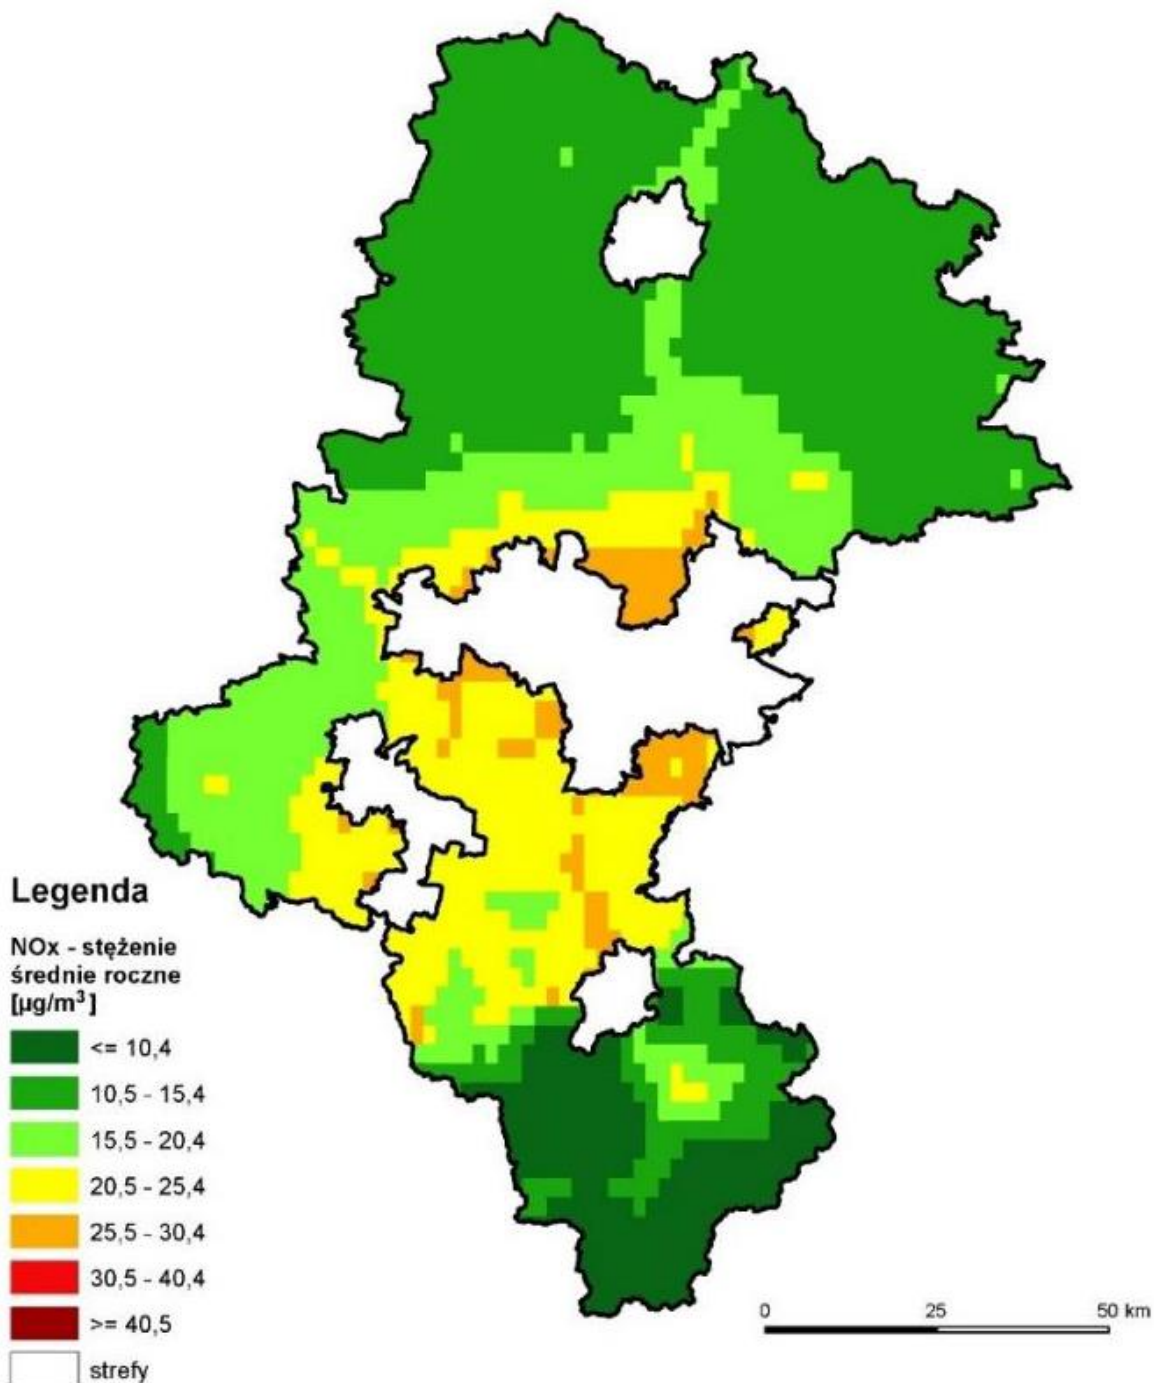 Legenda
NOx - stężenie
średnie roczne
[µg/m³]
<= 10,4
10,5 - 15,4
15,5 - 20,4
20,5 - 25,4
25,5 - 30,4
30,5 - 40,4
>= 40,5
strefy
0 25 50 km